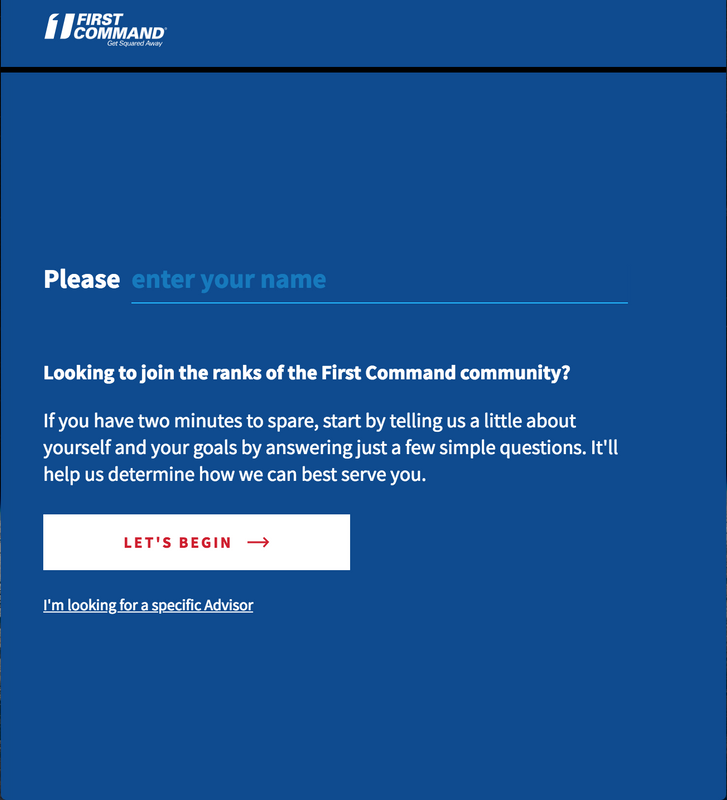 FIRST
COMMAND
Get Squared Away
Please enter your name
Looking to join the ranks of the First Command community?
If you have two minutes to spare, start by telling us a little about
yourself and your goals by answering just a few simple questions. It'll
help us determine how we can best serve you.
LET'S BEGIN →
I'm looking for a specific Advisor